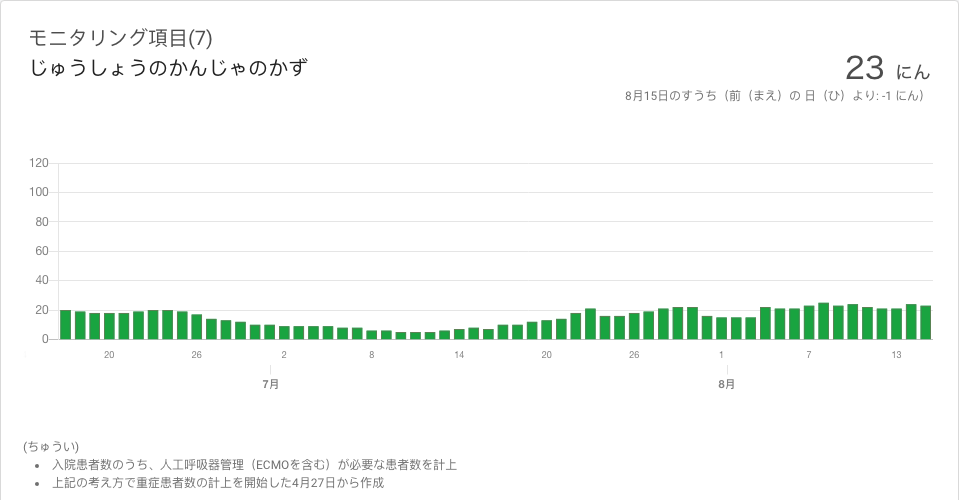 モニタリング項目(7)
じゅうしょうのかんじゃのかず
23 にん
8月15日のすうち（前（まえ）の 日（ひ）より: -1 にん）
120
100
80
60
40
20
0
20 26 2 8 14 20 26 1 7 13
7月 8月
(ちゅうい)
• 入院患者数のうち、人工呼吸器管理（ECMOを含む）が必要な患者数を計上
• 上記の考え方で重症患者数の計上を開始した4月27日から作成